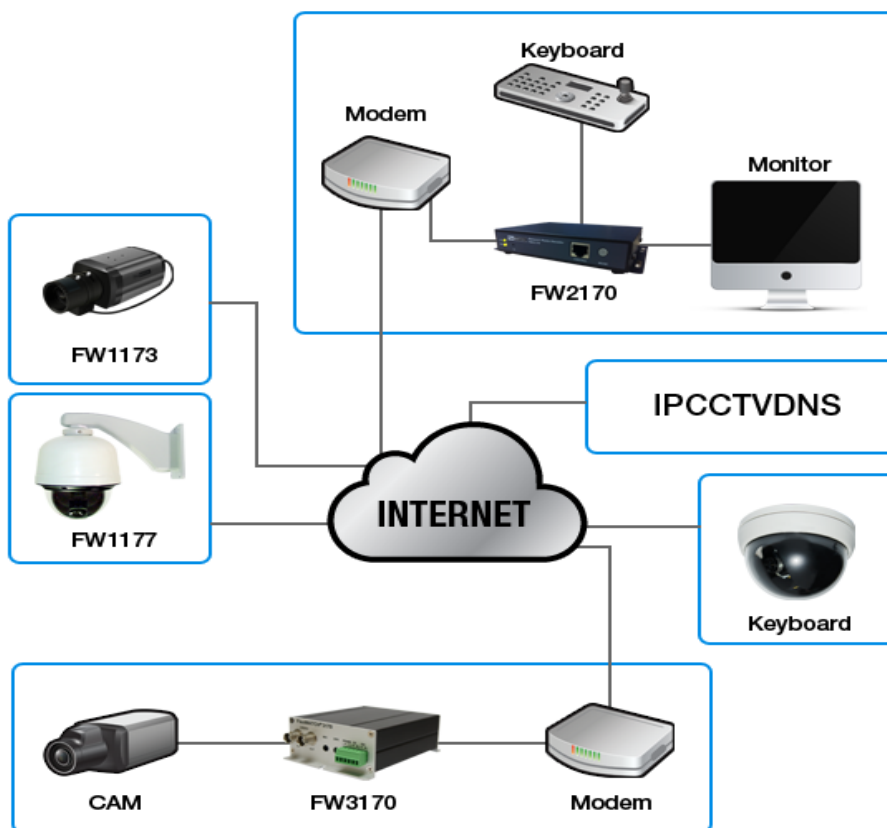 Keyboard
Modem
Monitor
FW2170
FW1173
IPCCTVDNS
INTERNET
FW1177
Keyboard
CAM
FW3170
Modem